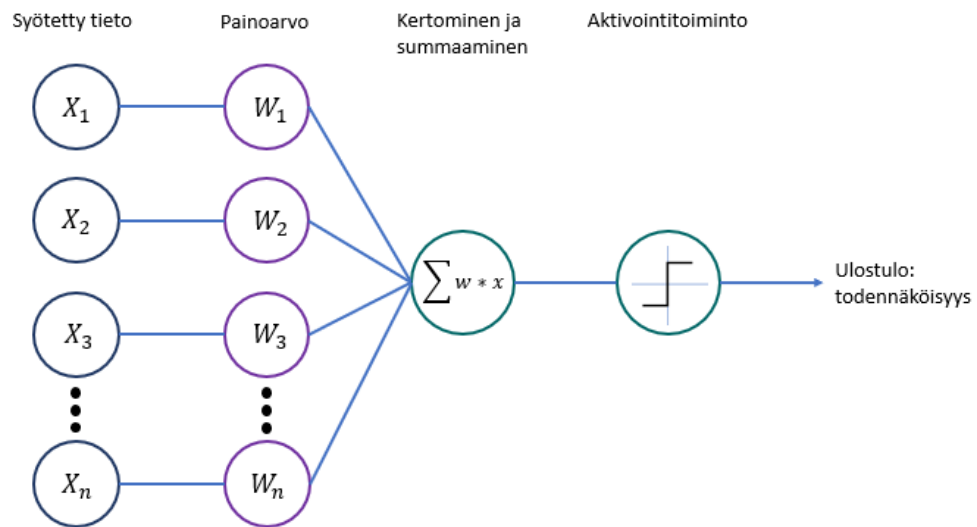 Syötetty tieto
Painoarvo
Kertominen ja
summaaminen
Aktivointitoiminto
X₁
W₁
X₂
W₂
X₃
W₃
Xₙ
Wₙ
∑ w * x
Ulostulo:
todennäköisyys